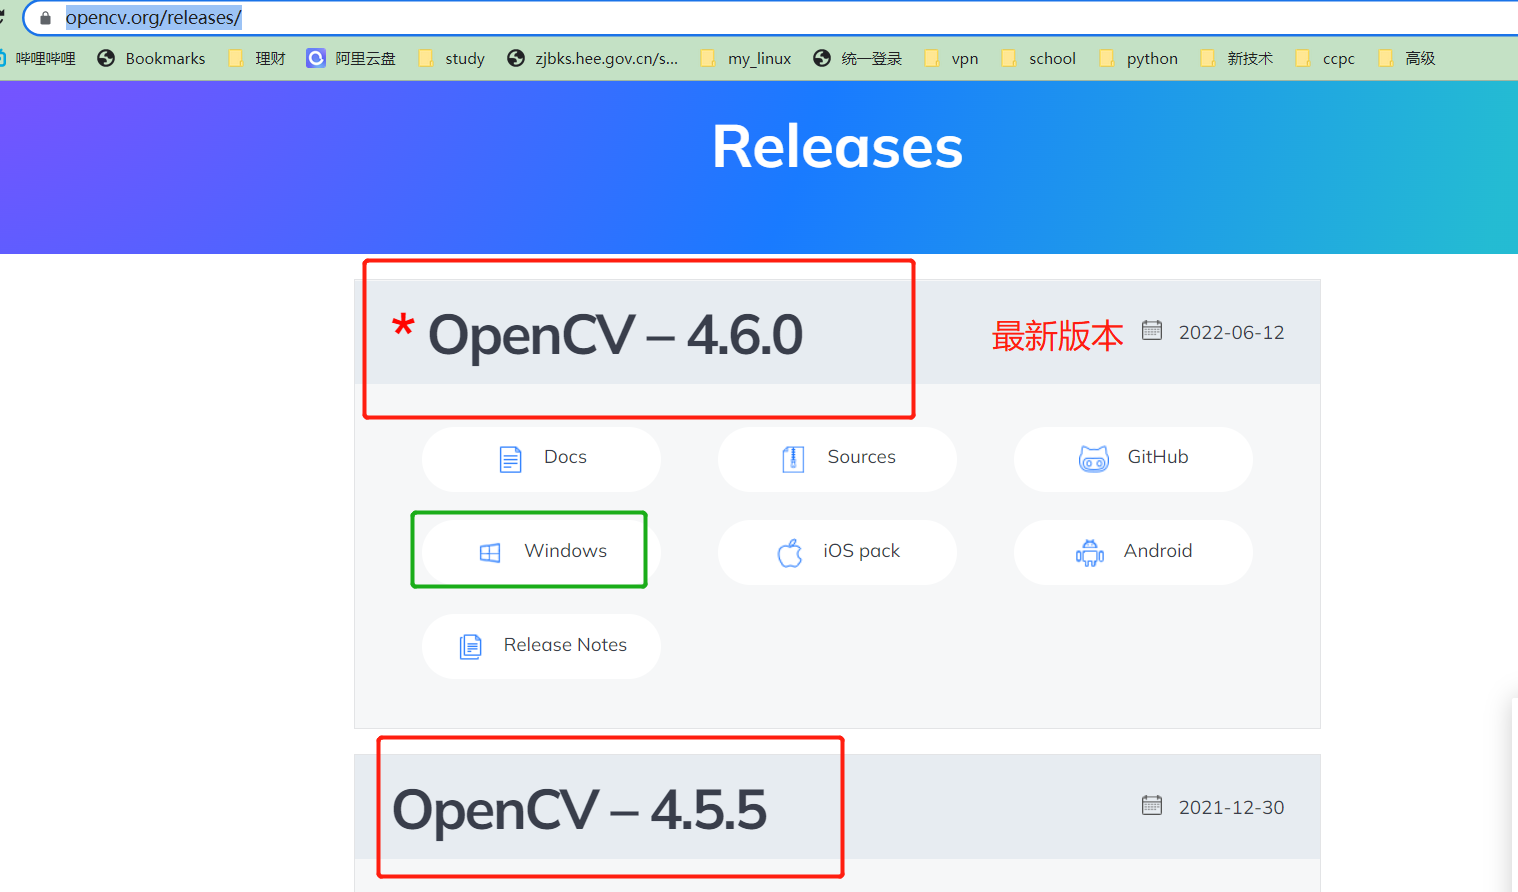 opencv.org/releases/
哔哩哔哩 Bookmarks 理财 阿里云盘 study zjbks.hee.gov.cn/s... my_linux 统一登录 vpn school python 新技术 ccpc 高级
Releases
* OpenCV – 4.6.0 最新版本 2022-06-12
Docs Sources GitHub
Windows iOS pack Android
Release Notes
OpenCV – 4.5.5 2021-12-30